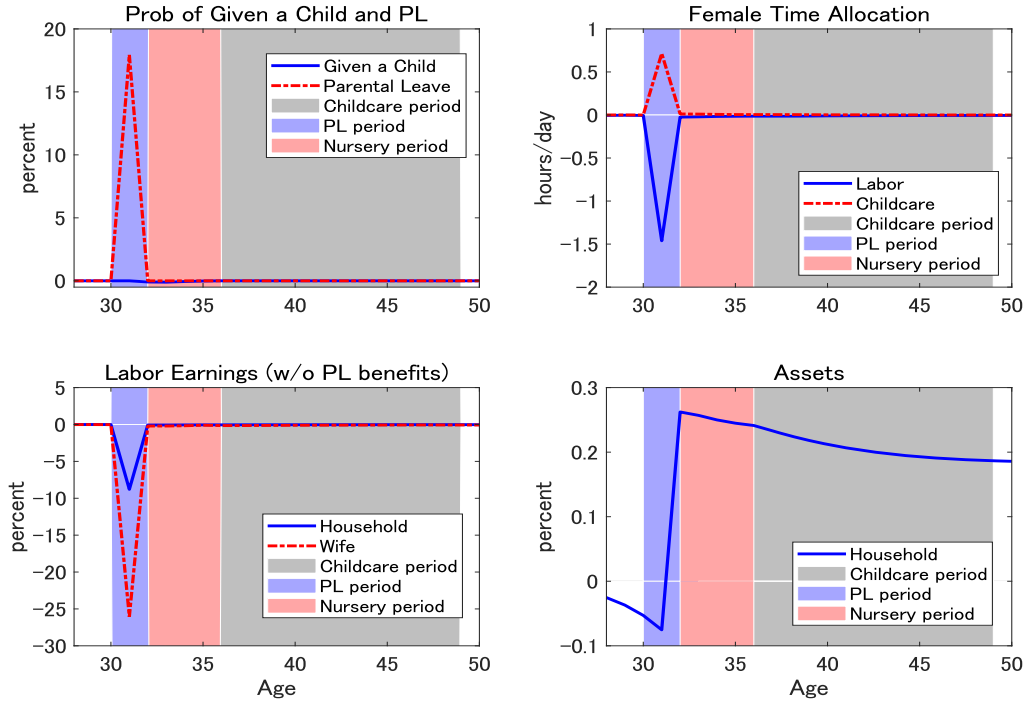 Prob of Given a Child and PL
20
15
10
5
0
percent
30
35
40
45
50
Given a Child
Parental Leave
Childcare period
PL period
Nursery period
Female Time Allocation
1
0.5
0
−0.5
−1
−1.5
−2
hours/day
30
35
40
45
50
Labor
Childcare
Childcare period
PL period
Nursery period
Labor Earnings (w/o PL benefits)
5
0
−5
−10
−15
−20
−25
−30
percent
30
35
40
45
50
Age
Household
Wife
Childcare period
PL period
Nursery period
Assets
0.3
0.2
0.1
0
−0.1
percent
30
35
40
45
50
Age
Household
Childcare period
PL period
Nursery period